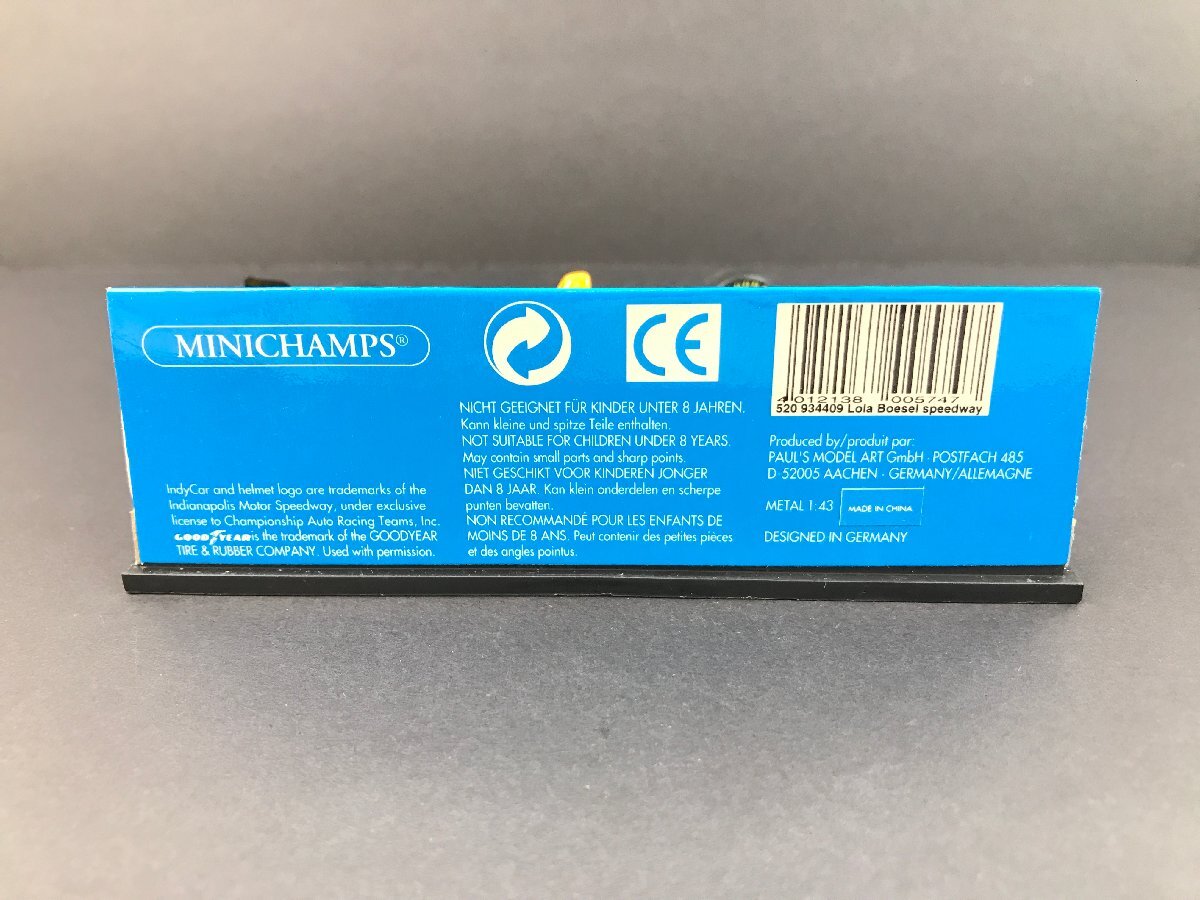 MINICHAMPS®
IndyCar and helmet logo are trademarks of the
Indianapolis Motor Speedway, under exclusive
license to Championship Auto Racing Teams, Inc.
GOODYEAR is the trademark of the GOODYEAR
TIRE & RUBBER COMPANY. Used with permission.
CE
NICHT GEEIGNET FÜR KINDER UNTER 8 JAHREN.
Kann kleine und spitze Teile enthalten.
NOT SUITABLE FOR CHILDREN UNDER 8 YEARS.
May contain small parts and sharp points.
NIET GESCHIKT VOOR KINDEREN JONGER
DAN 8 JAAR. Kan klein onderdelen en scherpe
punten bevatten.
NON RECOMMANDÉ POUR LES ENFANTS DE
MOINS DE 8 ANS. Peut contenir des petites pièces
et des angles pointus.
4 012138 005747
520 934409 Lola Boesel speedway
Produced by/produit par:
PAUL'S MODEL ART GmbH · POSTFACH 485
D 52005 AACHEN · GERMANY/ALLEMAGNE
METAL 1:43 MADE IN CHINA
DESIGNED IN GERMANY